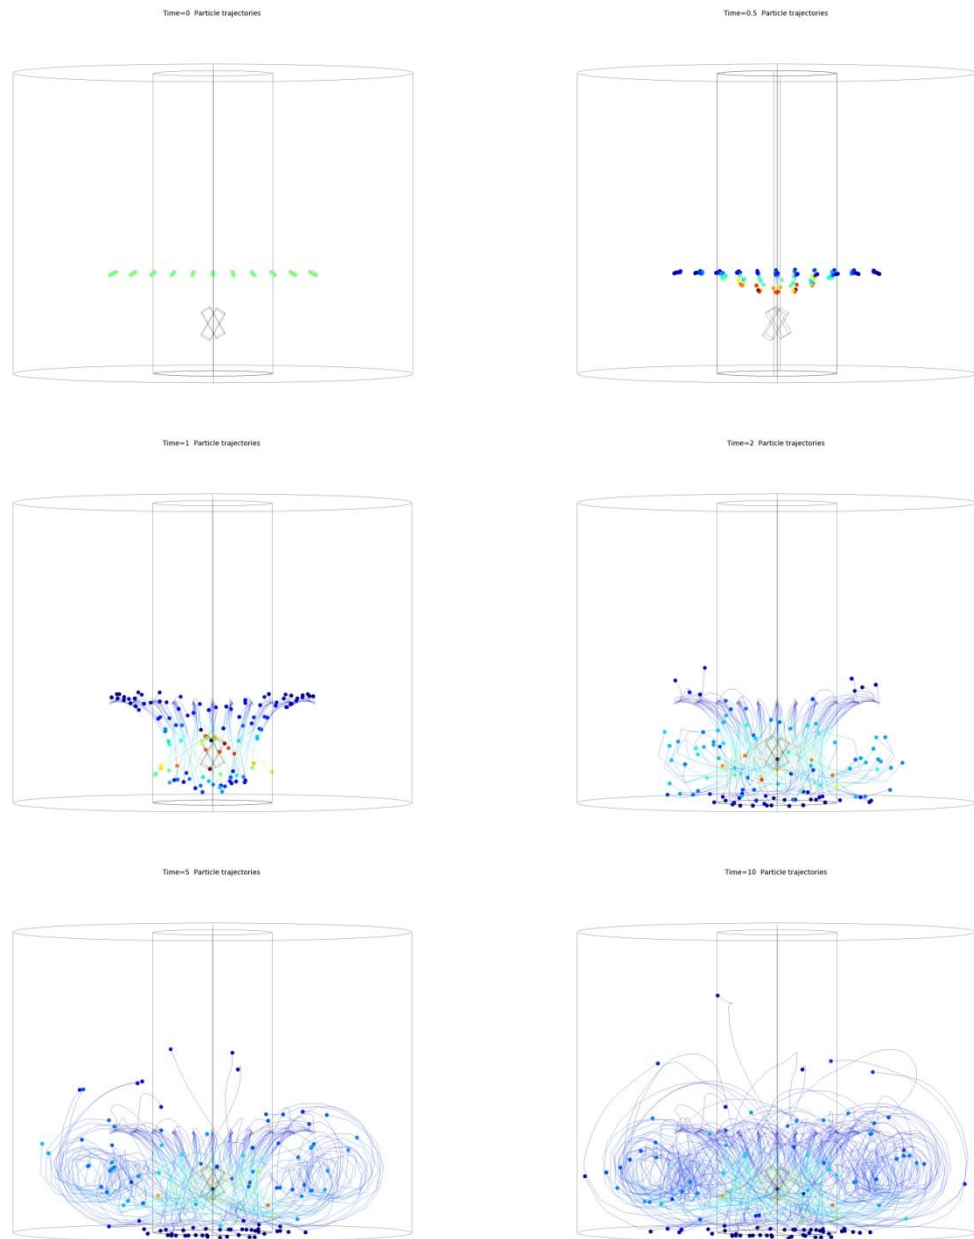 Time=0 Particle trajectories
Time=0.5 Particle trajectories
Time=1 Particle trajectories
Time=2 Particle trajectories
Time=5 Particle trajectories
Time=10 Particle trajectories